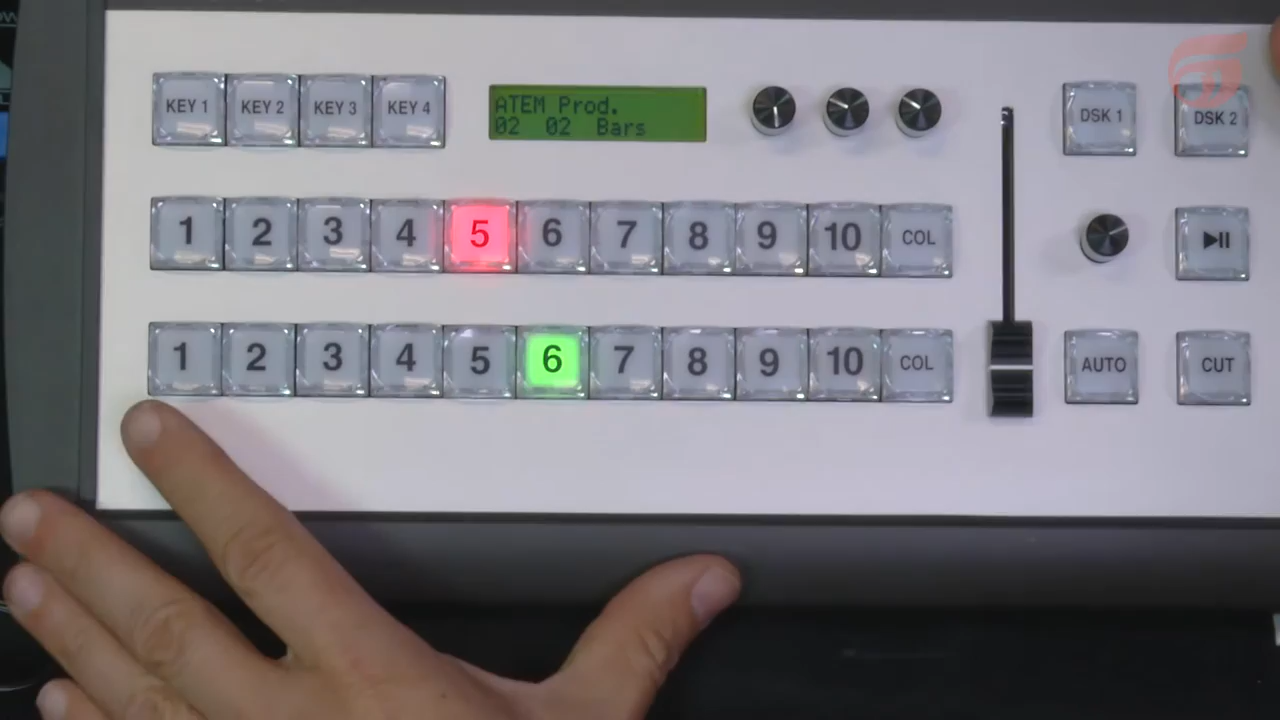 KEY 1 KEY 2 KEY 3 KEY 4
ATEM Prod.
02 02 Bars
DSK 1 DSK 2
1 2 3 4 5 6 7 8 9 10 COL
1 2 3 4 5 6 7 8 9 10 COL
AUTO CUT